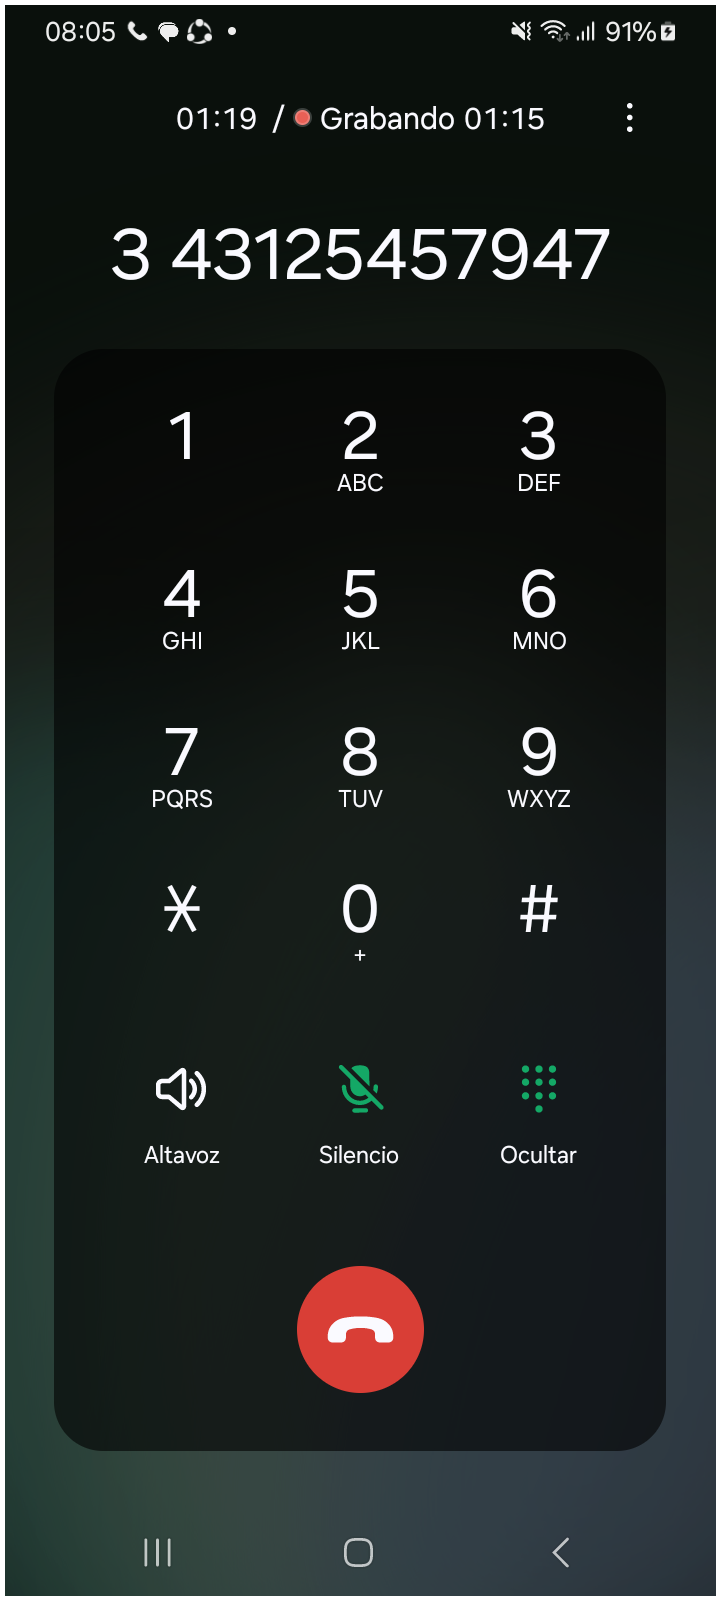 08:05 91%
01:19 / Grabando 01:15
3 43125457947
1 2 3
ABC DEF
4 5 6
GHI JKL MNO
7 8 9
PQRS TUV WXYZ
* 0 #
+
Altavoz Silencio Ocultar